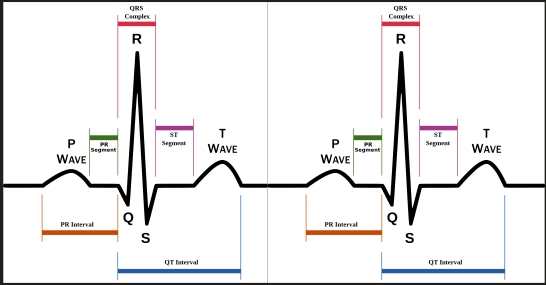 QRS
Complex
R
P
WAVE
PR
Segment
ST
Segment
T
WAVE
Q
S
PR Interval
QT Interval
QRS
Complex
R
P
WAVE
PR
Segment
ST
Segment
T
WAVE
Q
S
PR Interval
QT Interval